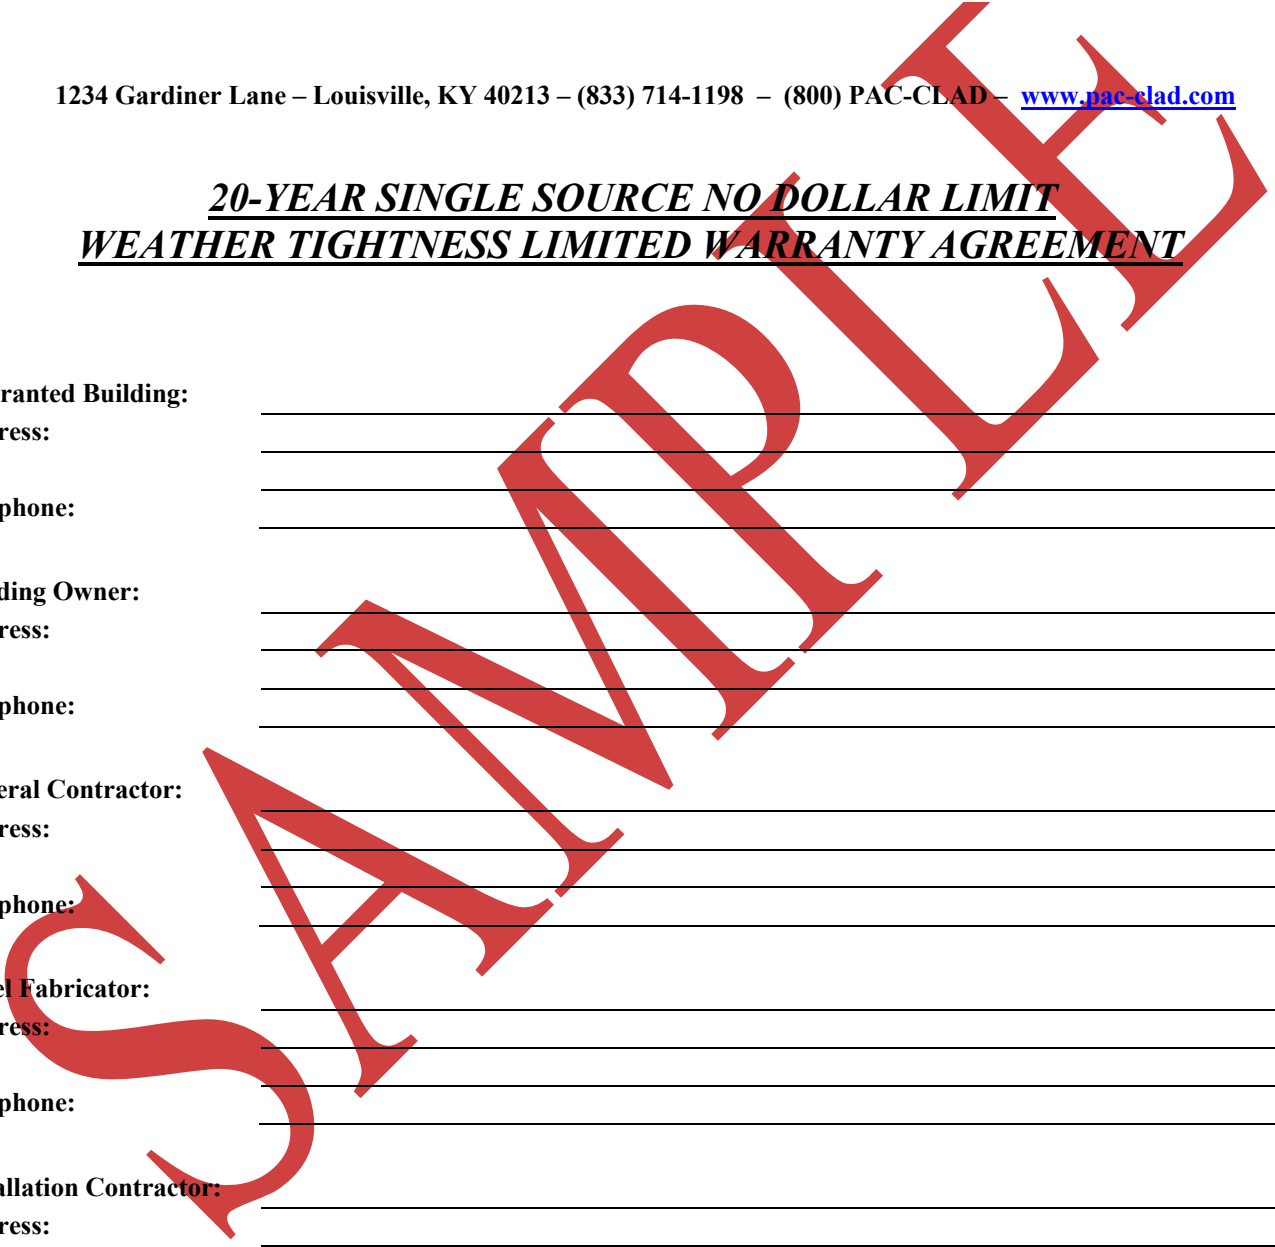 1234 Gardiner Lane – Louisville, KY 40213 – (833) 714-1198 – (800) PAC-CLAD – www.pac-clad.com
20-YEAR SINGLE SOURCE NO DOLLAR LIMIT
WEATHER TIGHTNESS LIMITED WARRANTY AGREEMENT
ranted Building:
ress:
phone:
ding Owner:
ress:
phone:
eral Contractor:
ress:
phone:
el Fabricator:
ress:
phone:
allation Contractor:
ress:
SAMPLE